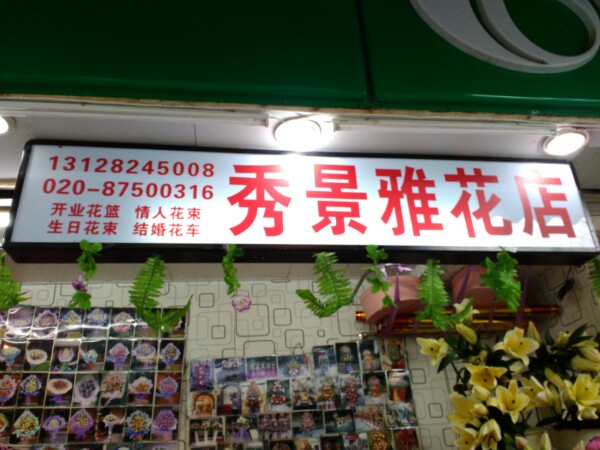 13128245008
020-87500316
开业花篮 情人花束
生日花束 结婚花车
秀景雅花店